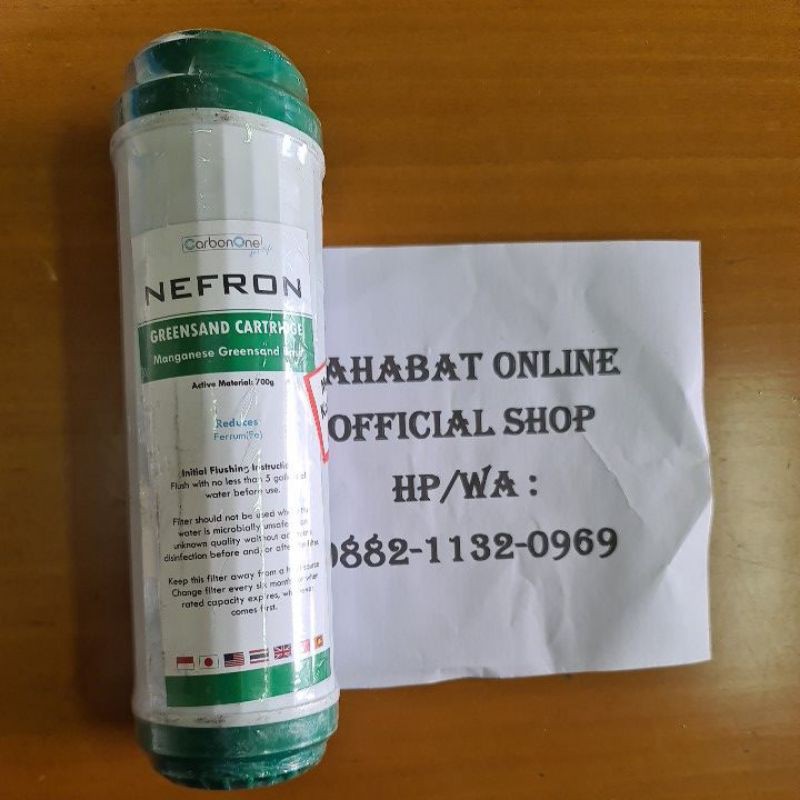 CarbonOne!
NEFRON
GREENSAND CARTRIDGE
Manganese Greensand
Active Material: 700g
Reduces
Ferrum(Fe)
Initial Flushing
Flush with no less than 5
water before use.
Filter should not be used
water is microbially
unknown quality without
disinfection before and/or after
Keep this filter away from a
Change filter every six
rated capacity expires,
comes first.
AHABAT ONLINE
OFFICIAL SHOP
HP/WA :
0882-1132-0969